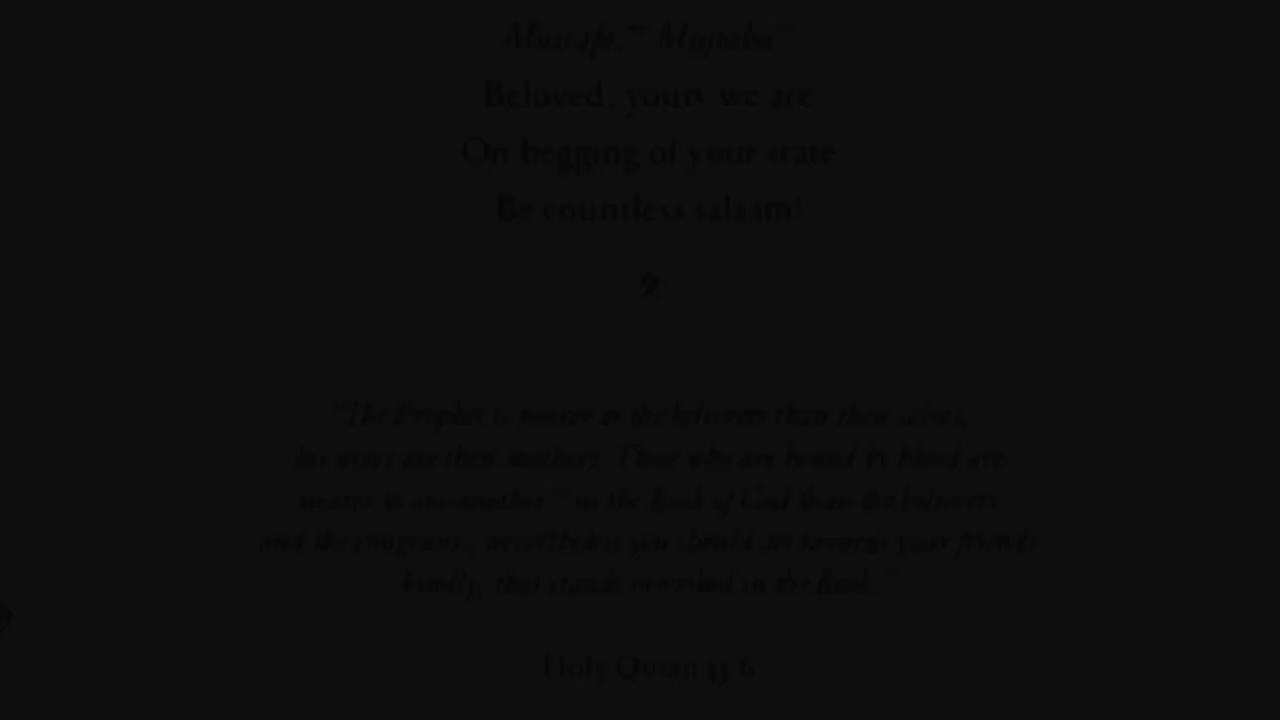 Mustafa, Mujtaba
Beloved, yours we are
On begging of your state
Be countless salaam!
"The Prophet is nearer to the believers than their selves,
his wives are their mothers. Those who are bound by blood are
nearer to one another in the Book of God than the believers
and the emigrants; nevertheless you should act towards your friends
kindly; that stands inscribed in the Book."
Holy Quran 33 6